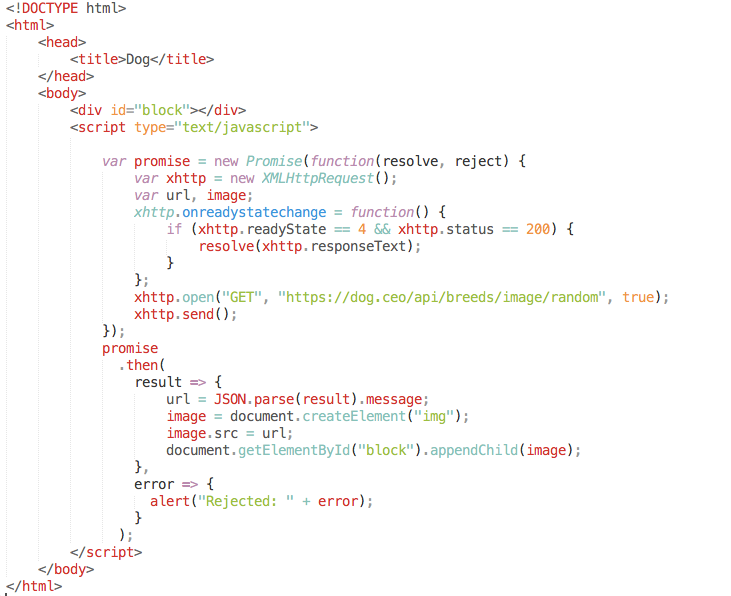 <!DOCTYPE html>
<html>
    <head>
        <title>Dog</title>
    </head>
    <body>
        <div id="block"></div>
        <script type="text/javascript">

            var promise = new Promise(function(resolve, reject) {
                var xhttp = new XMLHttpRequest();
                var url, image;
                xhttp.onreadystatechange = function() {
                    if (xhttp.readyState == 4 && xhttp.status == 200) {
                        resolve(xhttp.responseText);
                    }
                };
                xhttp.open("GET", "https://dog.ceo/api/breeds/image/random", true);
                xhttp.send();
            });
            promise
              .then(
                result => {
                    url = JSON.parse(result).message;
                    image = document.createElement("img");
                    image.src = url;
                    document.getElementById("block").appendChild(image);
                },
                error => {
                  alert("Rejected: " + error);
                }
              );
        </script>
    </body>
</html>